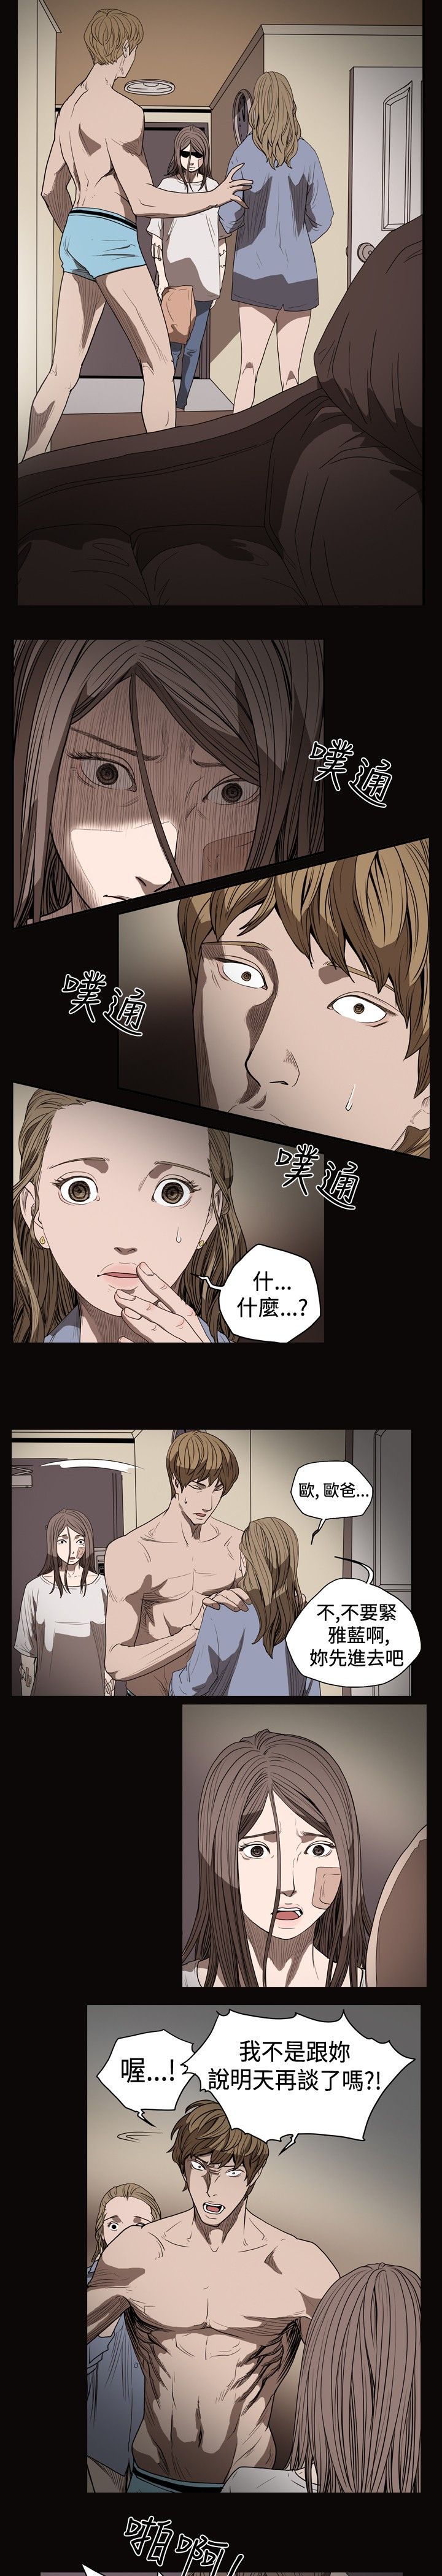 噗通
噗通
噗通
什...
什麼...?
歐, 歐爸...
不,不要緊
雅藍啊,
妳先進去吧
喔...!
我不是跟妳
說明天再談了嗎?!
啪啊!